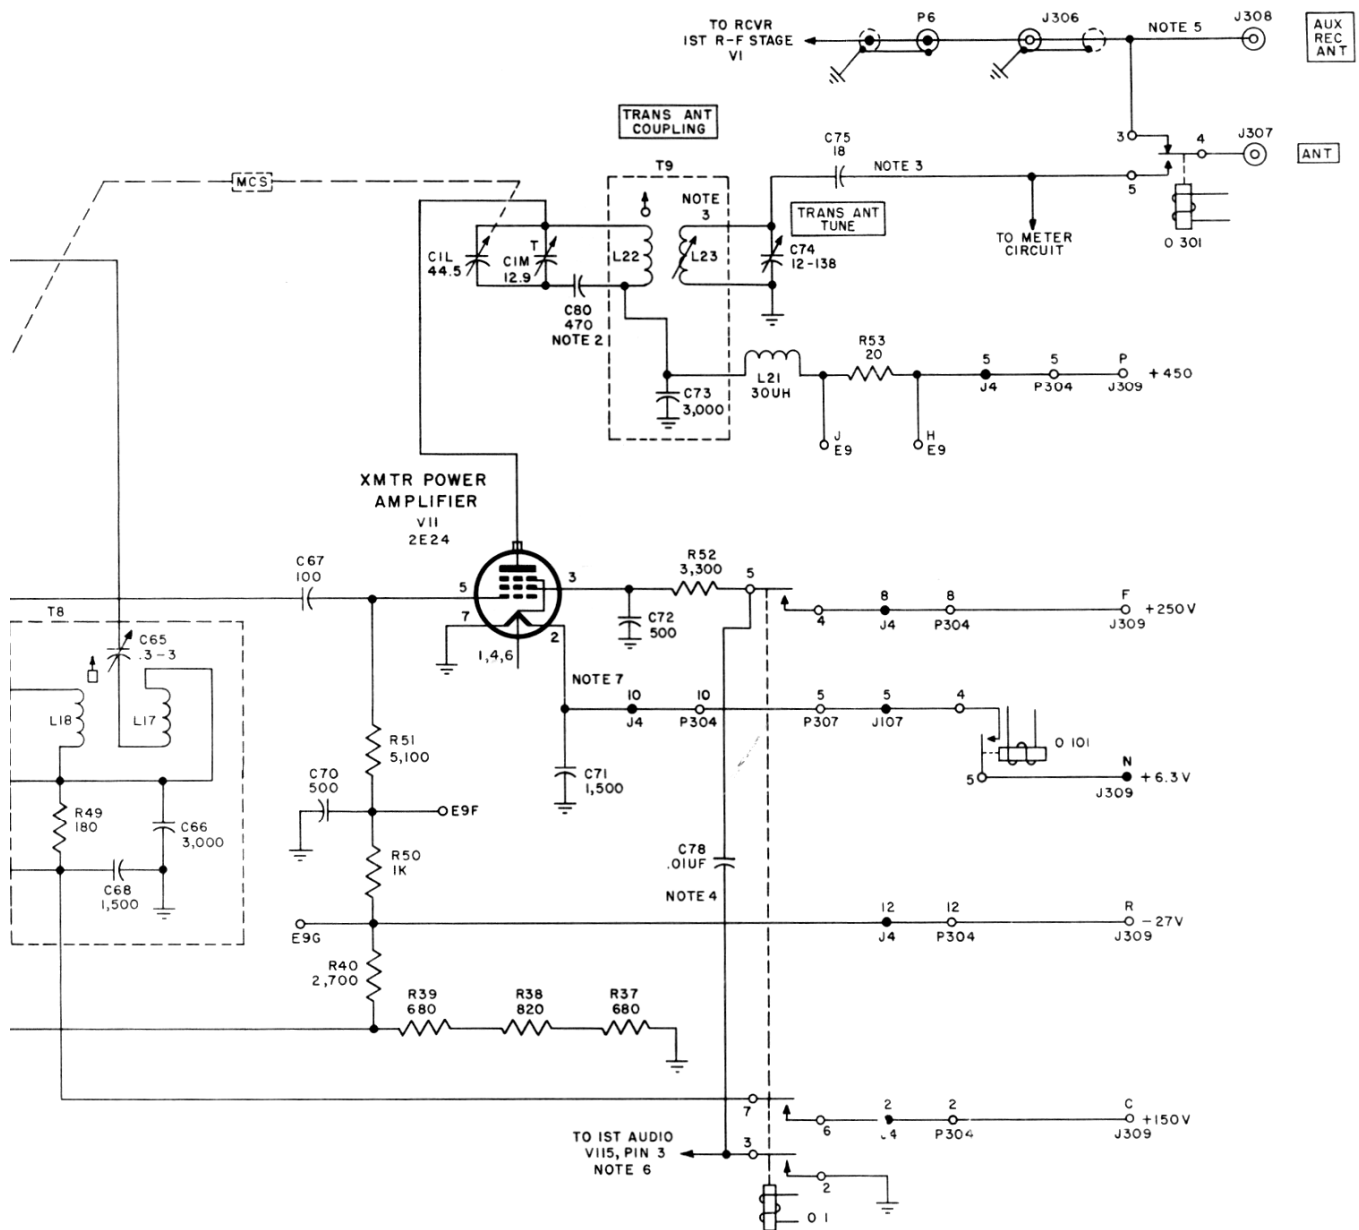 TO RCVR
1ST R-F STAGE
V1
P6
J306
NOTE 5
J308
AUX
REC
ANT
TRANS ANT
COUPLING
3
4
J307
ANT
C75
18
NOTE 3
5
MCS
T9
NOTE
3
TRANS ANT
TUNE
TO METER
CIRCUIT
O 301
C1L
44.5
T
C1M
12.9
L22
L23
C74
12-138
C80
470
NOTE 2
R53
20
L21
30UH
5
J4
5
P304
P
J309
+450
C73
3,000
J
E9
H
E9
XMTR POWER
AMPLIFIER
V11
2E24
C67
100
5
3
R52
3,300
5
7
2
1,4,6
C72
500
4
8
J4
8
P304
F
J309
+250V
T8
C65
.3-3
L18
L17
NOTE 7
10
J4
10
P304
5
P307
5
J107
4
O 101
5
N
J309
+6.3V
R51
5,100
C71
1,500
C70
500
E9F
R49
180
C66
3,000
R50
1K
C78
.01UF
NOTE 4
C68
1,500
E9G
12
J4
12
P304
R
J309
-27V
R40
2,700
R39
680
R38
820
R37
680
7
6
2
J4
2
P304
C
J309
+150V
TO 1ST AUDIO
V115, PIN 3
NOTE 6
3
2
O 1